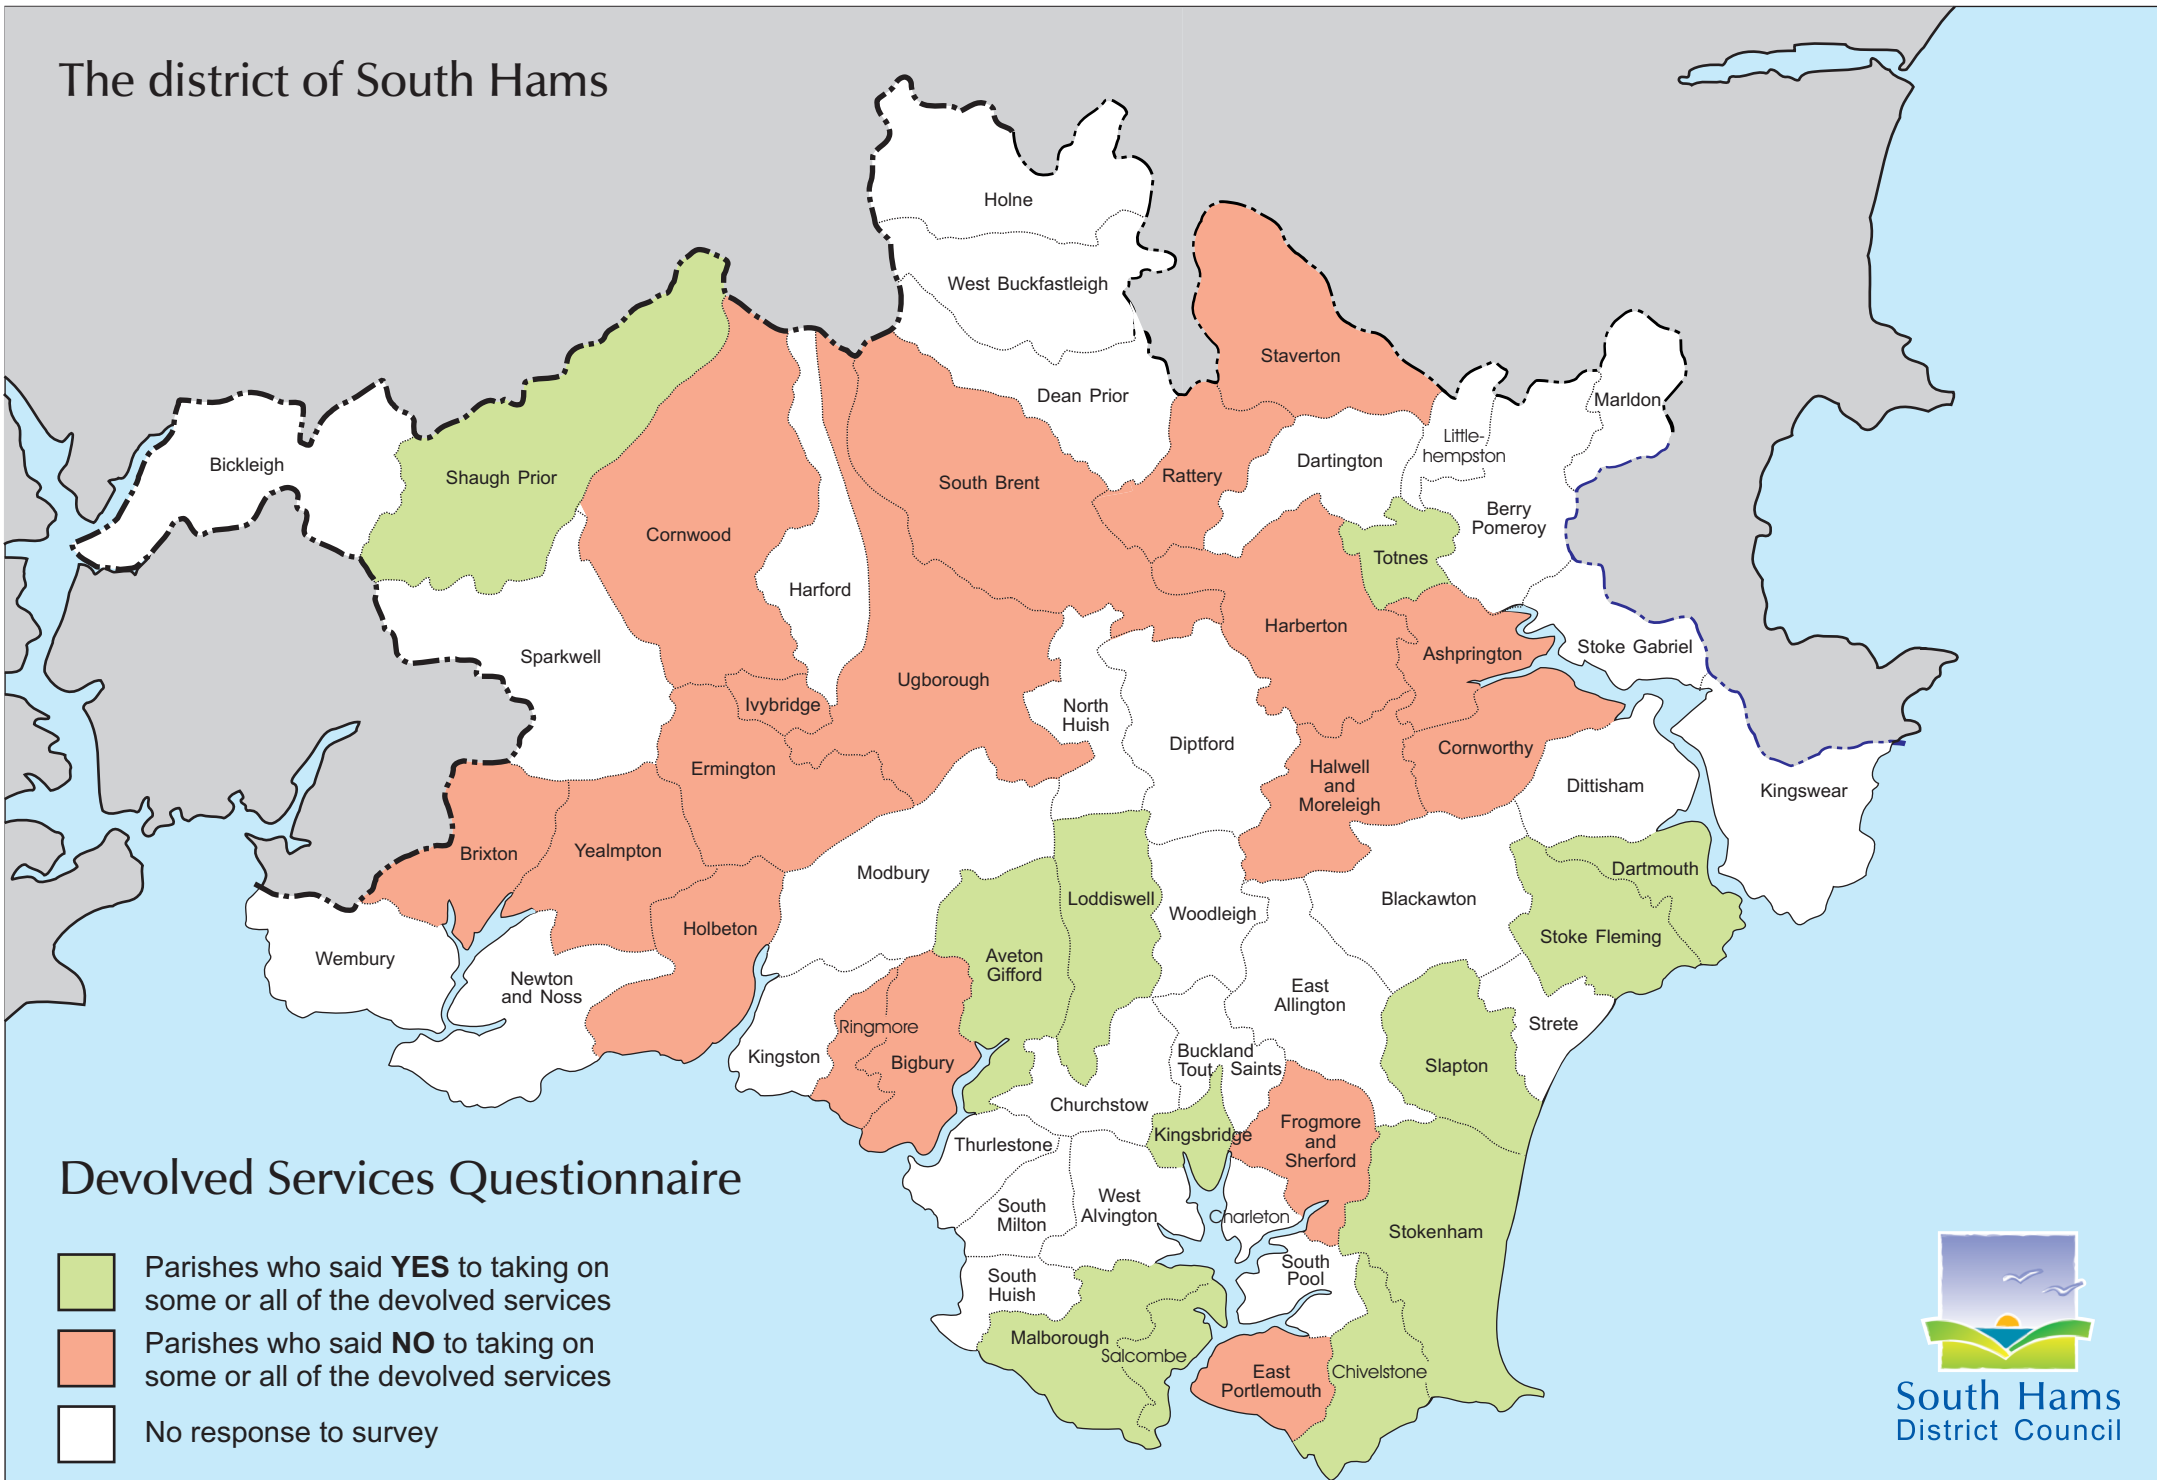 The district of South Hams
Holne
West Buckfastleigh
Dean Prior
Staverton
Marldon
Little-
hempston
Bickleigh
Shaugh Prior
Cornwood
Harford
South Brent
Rattery
Dartington
Berry
Pomeroy
Totnes
Sparkwell
Ivybridge
Ugborough
North
Huish
Diptford
Harberton
Ashprington
Stoke Gabriel
Ermington
Halwell
and
Moreleigh
Cornworthy
Dittisham
Kingswear
Brixton
Yealmpton
Modbury
Loddiswell
Woodleigh
Blackawton
Dartmouth
Stoke Fleming
Wembury
Newton
and Noss
Holbeton
Aveton
Gifford
East
Allington
Strete
Kingston
Ringmore
Bigbury
Buckland
Tout Saints
Slapton
Churchstow
Thurlestone
Kingsbridge
Frogmore
and
Sherford
South
Milton
West
Alvington
Charleton
Stokenham
South
Huish
South
Pool
Malborough
Salcombe
East
Portlemouth
Chivelstone
Devolved Services Questionnaire
Parishes who said YES to taking on
some or all of the devolved services
Parishes who said NO to taking on
some or all of the devolved services
No response to survey
South Hams
District Council